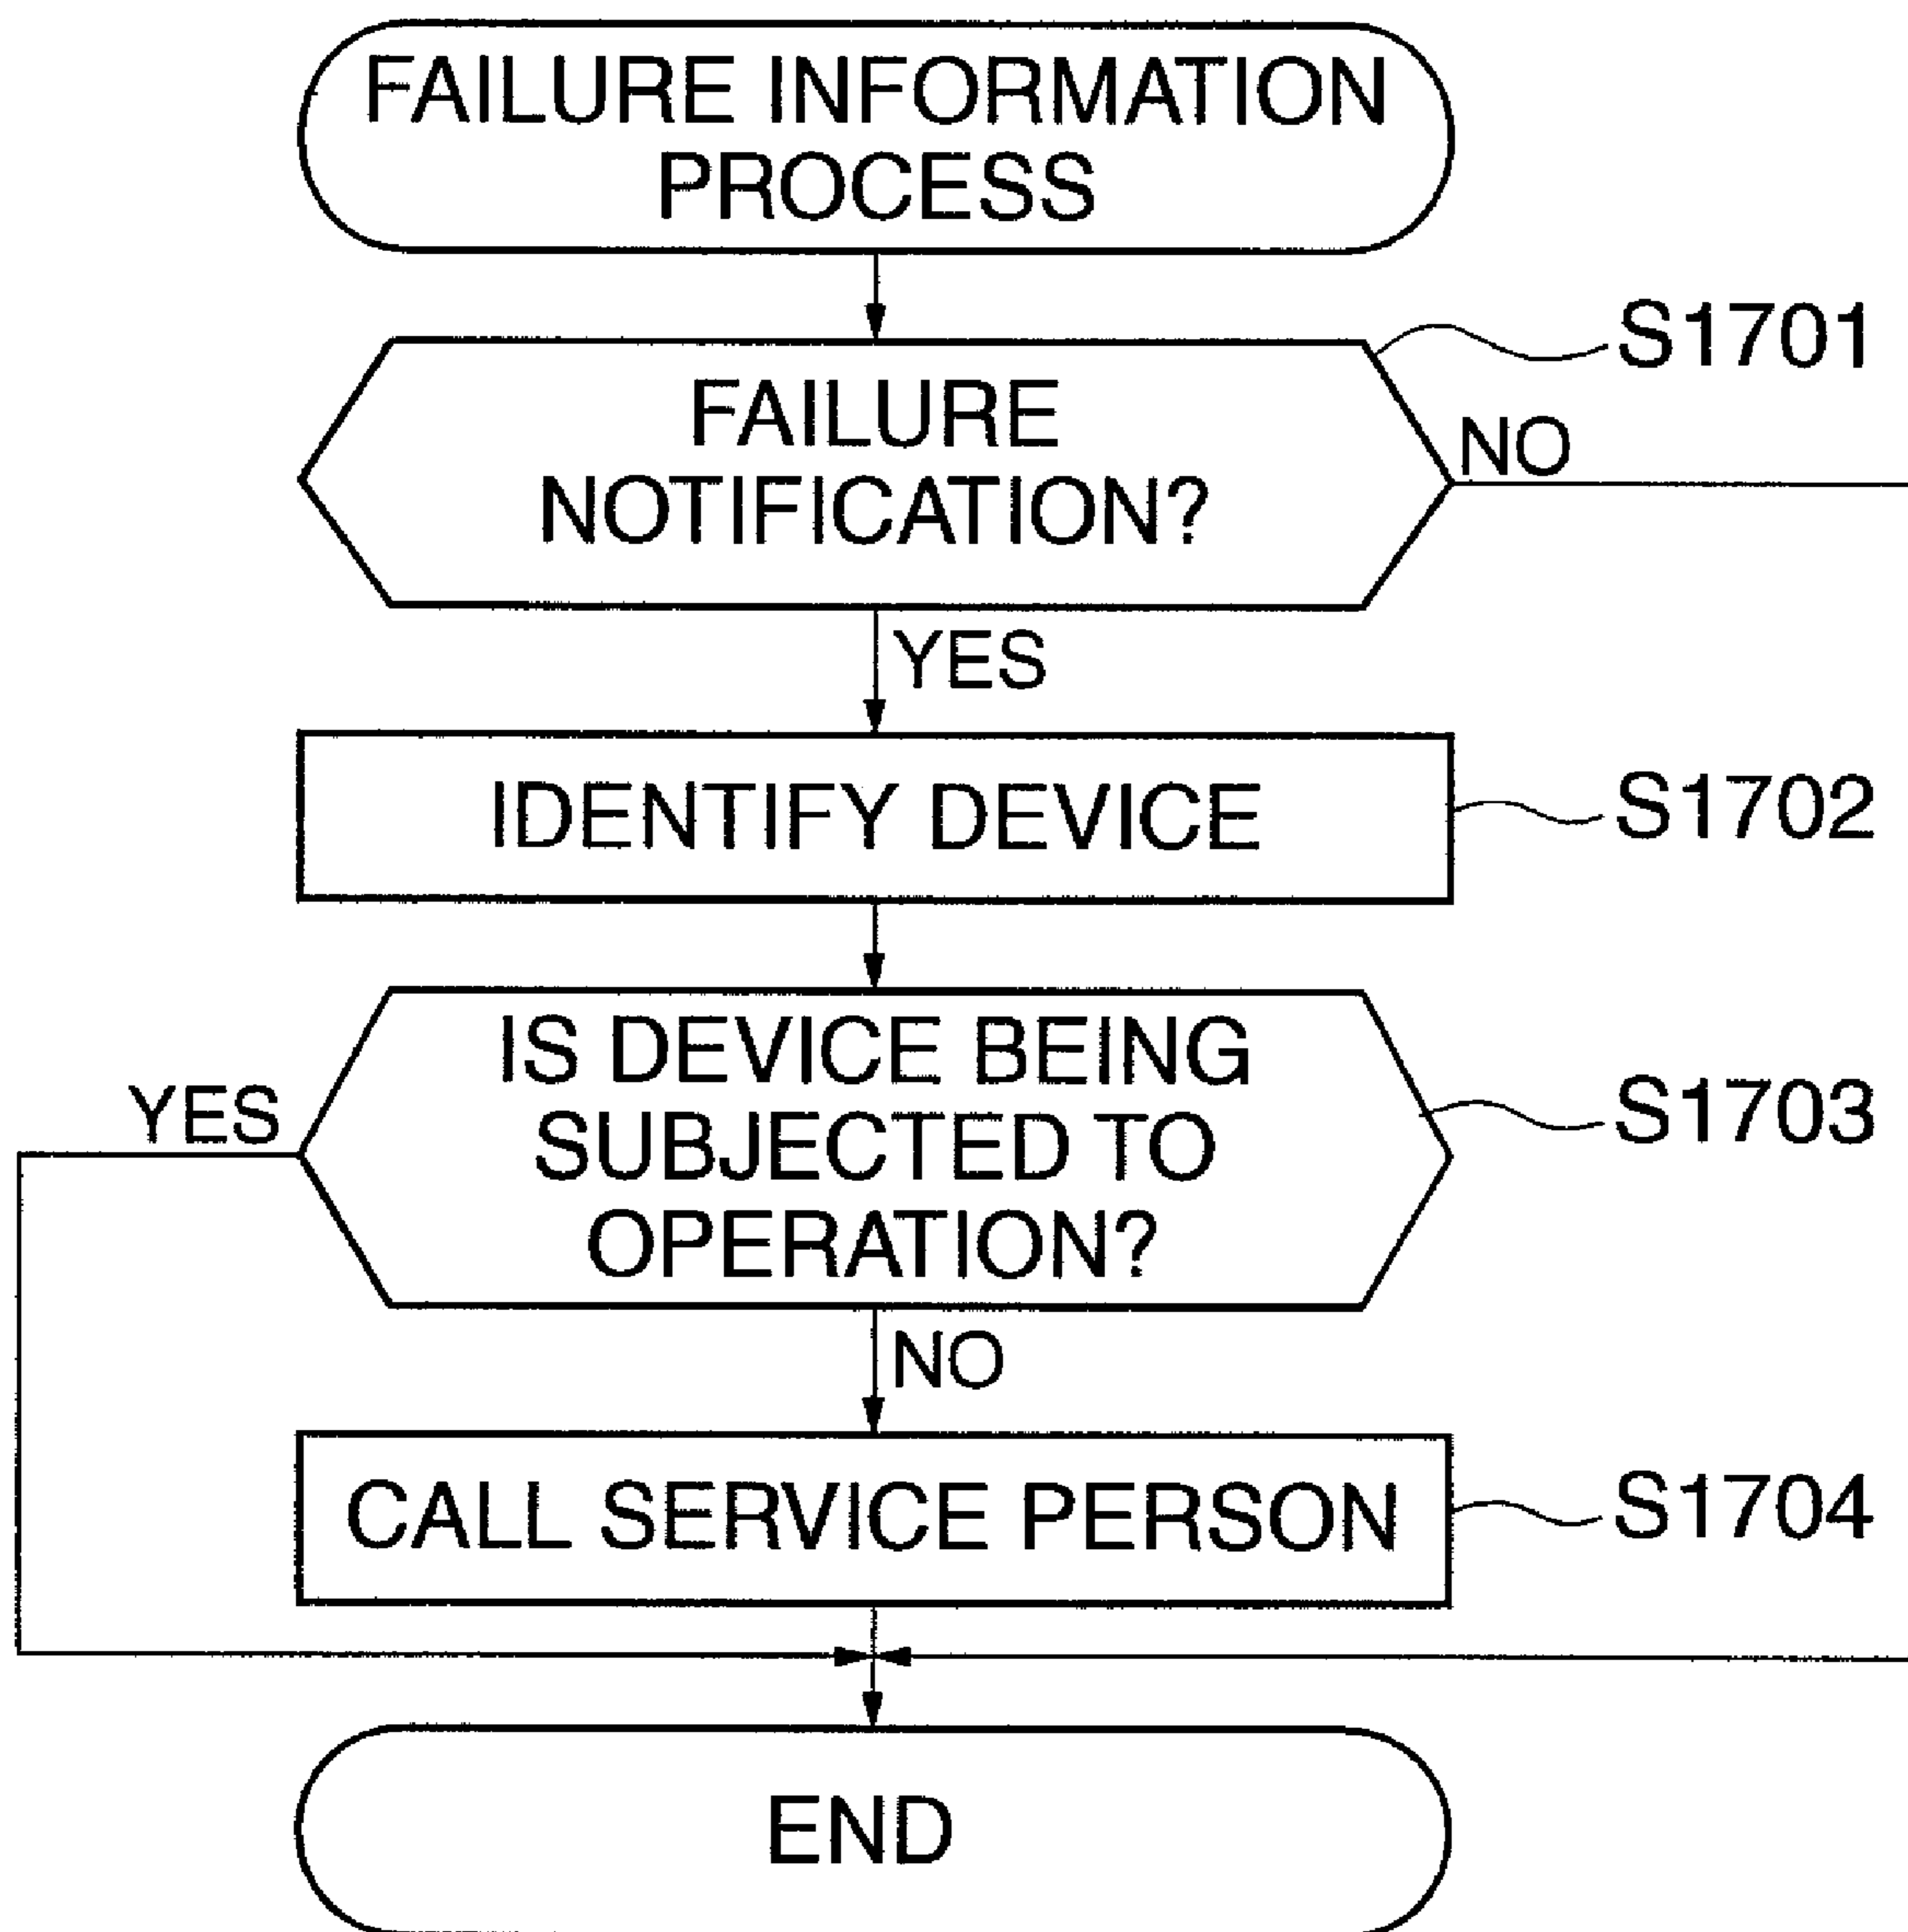 FAILURE INFORMATION
PROCESS
S1701
FAILURE
NOTIFICATION?
NO
YES
IDENTIFY DEVICE
S1702
IS DEVICE BEING
SUBJECTED TO
OPERATION?
S1703
YES
NO
CALL SERVICE PERSON
S1704
END